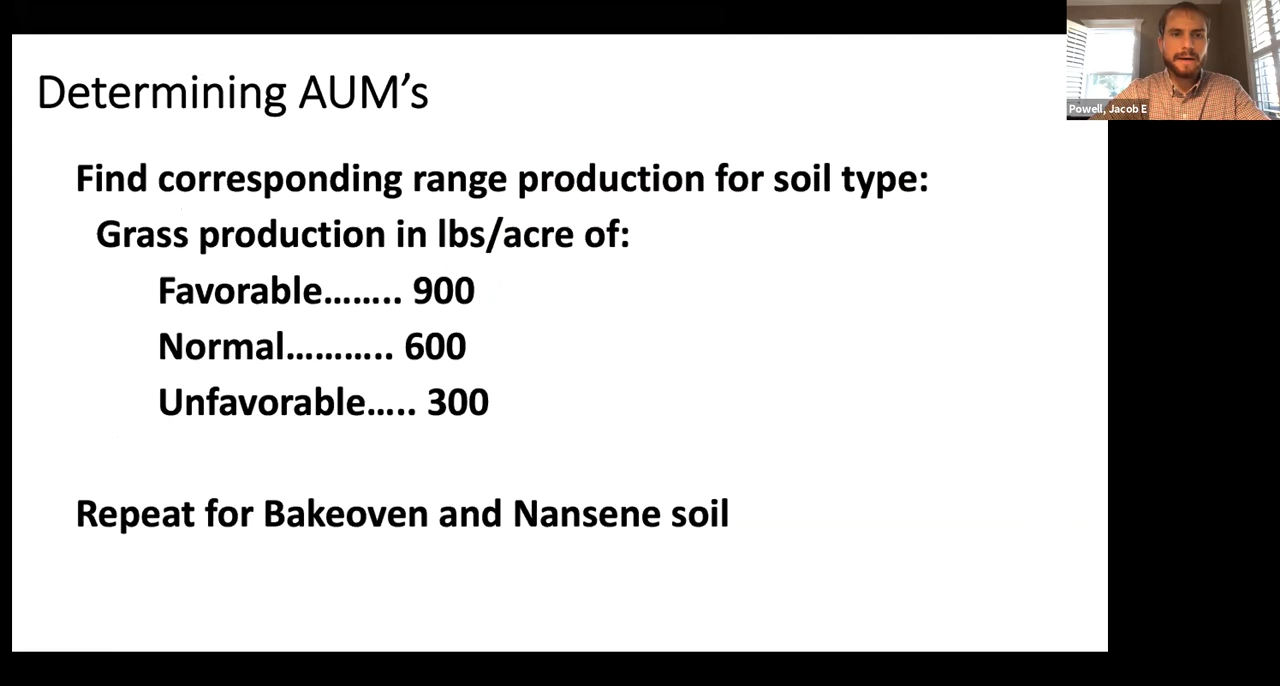 Determining AUM’s
Find corresponding range production for soil type:
Grass production in lbs/acre of:
Favorable…….. 900
Normal……….. 600
Unfavorable….. 300
Repeat for Bakeoven and Nansene soil
Powell, Jacob E